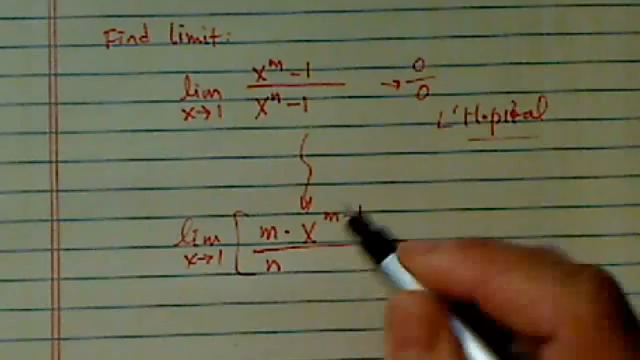 Find limit:
lim x→1 x^m -1 / x^n -1 → 0/0
L'Hopital
lim x→1 [ m · x^m-1 / n